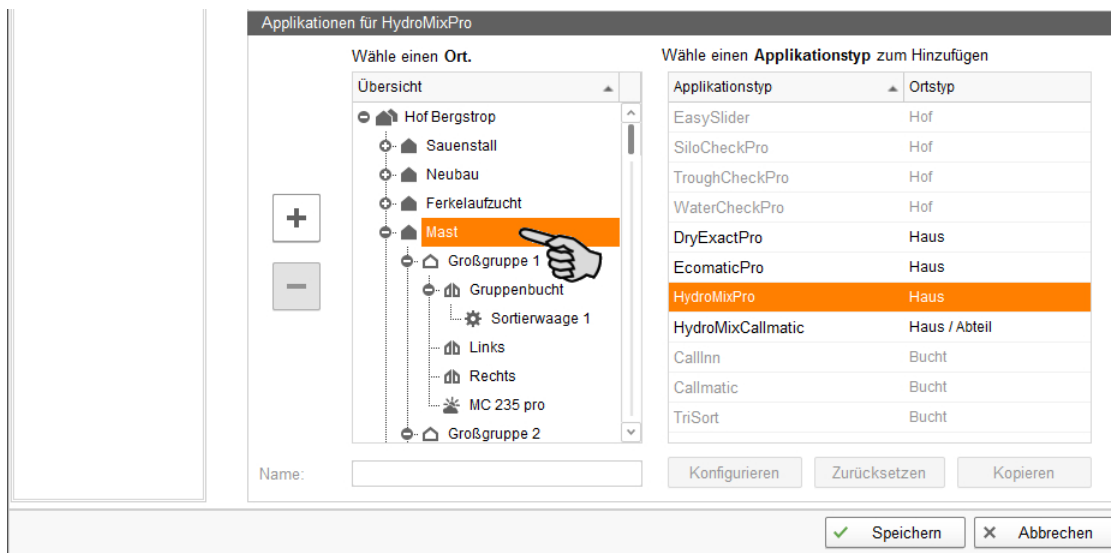 Applikationen für HydroMixPro
Wähle einen Ort.
Wähle einen Applikationstyp zum Hinzufügen
Übersicht
Hof Bergstrop
Sauenstall
Neubau
Ferkelaufzucht
Mast
Großgruppe 1
Gruppenbucht
Sortierwaage 1
Links
Rechts
MC 235 pro
Großgruppe 2
Applikationstyp Ortstyp
EasySlider Hof
SiloCheckPro Hof
TroughCheckPro Hof
WaterCheckPro Hof
DryExactPro Haus
EcomaticPro Haus
HydroMixPro Haus
HydroMixCallmatic Haus / Abteil
CallInn Bucht
Callmatic Bucht
TriSort Bucht
Name:
Konfigurieren Zurücksetzen Kopieren
Speichern Abbrechen